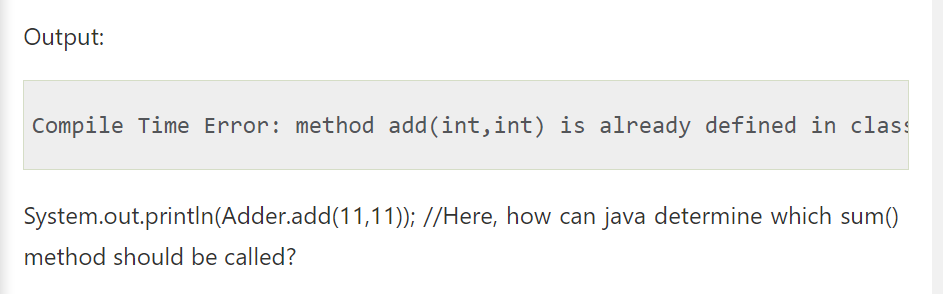 Output:
Compile Time Error: method add(int,int) is already defined in clas
System.out.println(Adder.add(11,11)); //Here, how can java determine which sum()
method should be called?